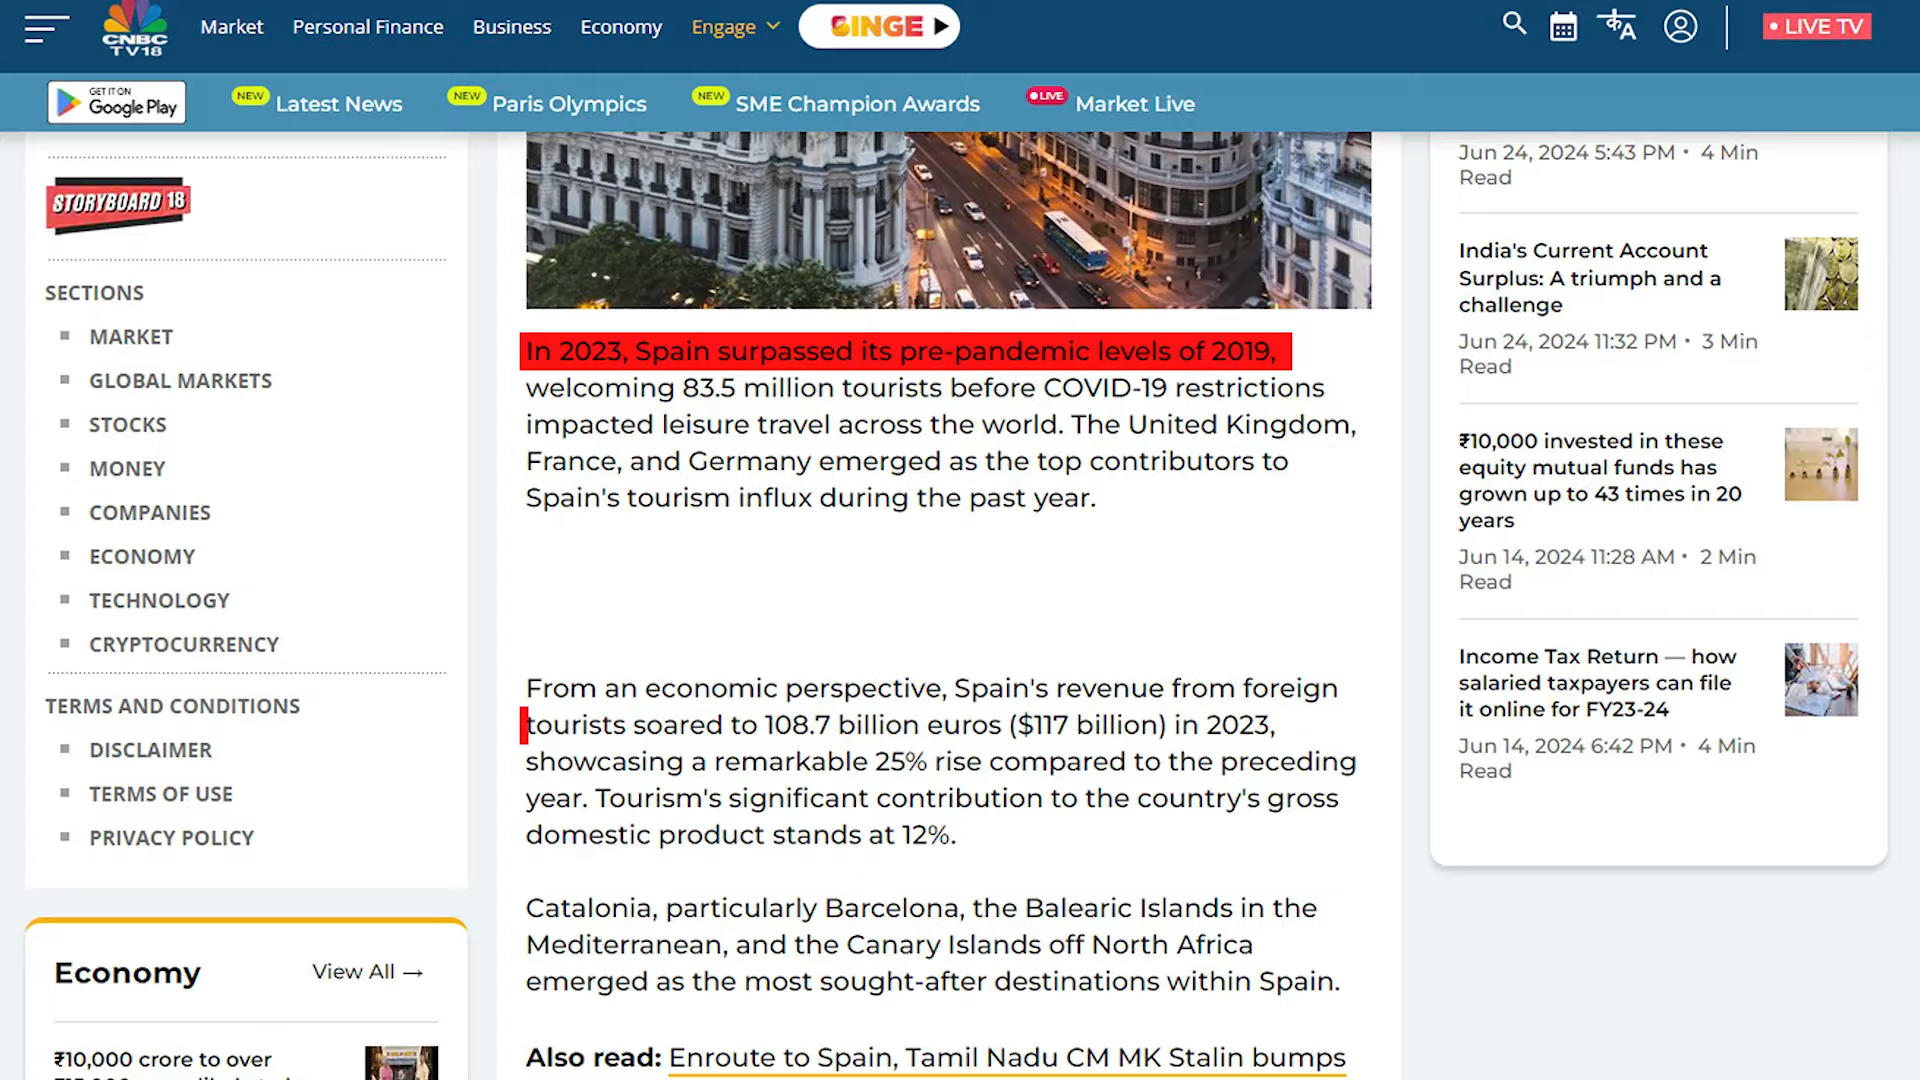 CNBC
TV18
Market
Personal Finance
Business
Economy
Engage
BINGE
LIVE TV
GET IT ON
Google Play
NEW
Latest News
NEW
Paris Olympics
NEW
SME Champion Awards
LIVE
Market Live
STORYBOARD 18
SECTIONS
MARKET
GLOBAL MARKETS
STOCKS
MONEY
COMPANIES
ECONOMY
TECHNOLOGY
CRYPTOCURRENCY
TERMS AND CONDITIONS
DISCLAIMER
TERMS OF USE
PRIVACY POLICY
Economy
View All →
₹10,000 crore to over
In 2023, Spain surpassed its pre-pandemic levels of 2019,
welcoming 83.5 million tourists before COVID-19 restrictions
impacted leisure travel across the world. The United Kingdom,
France, and Germany emerged as the top contributors to
Spain's tourism influx during the past year.
From an economic perspective, Spain's revenue from foreign
tourists soared to 108.7 billion euros ($117 billion) in 2023,
showcasing a remarkable 25% rise compared to the preceding
year. Tourism's significant contribution to the country's gross
domestic product stands at 12%.
Catalonia, particularly Barcelona, the Balearic Islands in the
Mediterranean, and the Canary Islands off North Africa
emerged as the most sought-after destinations within Spain.
Also read: Enroute to Spain, Tamil Nadu CM MK Stalin bumps
Jun 24, 2024 5:43 PM • 4 Min
Read
India's Current Account
Surplus: A triumph and a
challenge
Jun 24, 2024 11:32 PM • 3 Min
Read
₹10,000 invested in these
equity mutual funds has
grown up to 43 times in 20
years
Jun 14, 2024 11:28 AM • 2 Min
Read
Income Tax Return — how
salaried taxpayers can file
it online for FY23-24
Jun 14, 2024 6:42 PM • 4 Min
Read